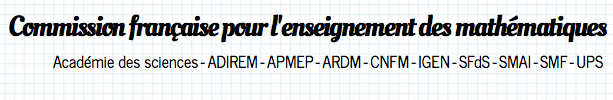 Commission française pour l'enseignement des mathématiques
Académie des sciences - ADIREM - APMEP - ARDM - CNFM - IGEN - SFdS - SMAI - SMF - UPS